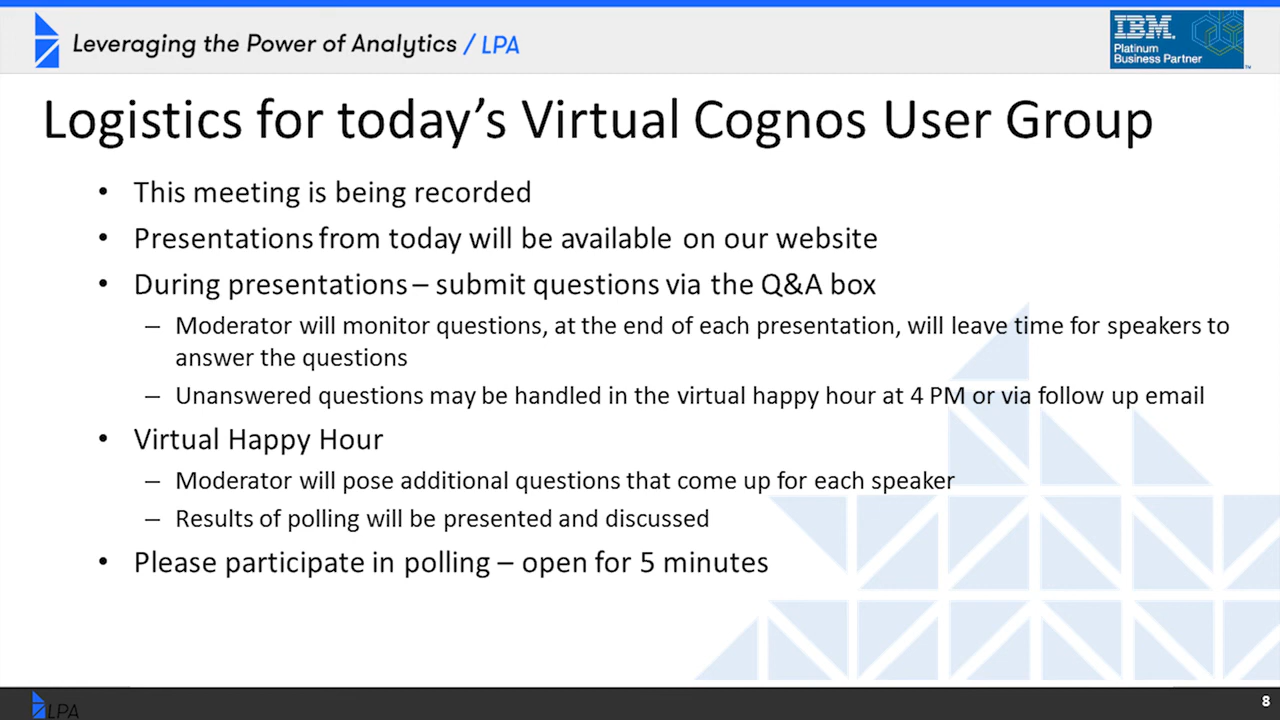 Leveraging the Power of Analytics / LPA
IBM.
Platinum
Business Partner
TM
Logistics for today’s Virtual Cognos User Group
• This meeting is being recorded
• Presentations from today will be available on our website
• During presentations – submit questions via the Q&A box
– Moderator will monitor questions, at the end of each presentation, will leave time for speakers to
answer the questions
– Unanswered questions may be handled in the virtual happy hour at 4 PM or via follow up email
• Virtual Happy Hour
– Moderator will pose additional questions that come up for each speaker
– Results of polling will be presented and discussed
• Please participate in polling – open for 5 minutes
LPA
8